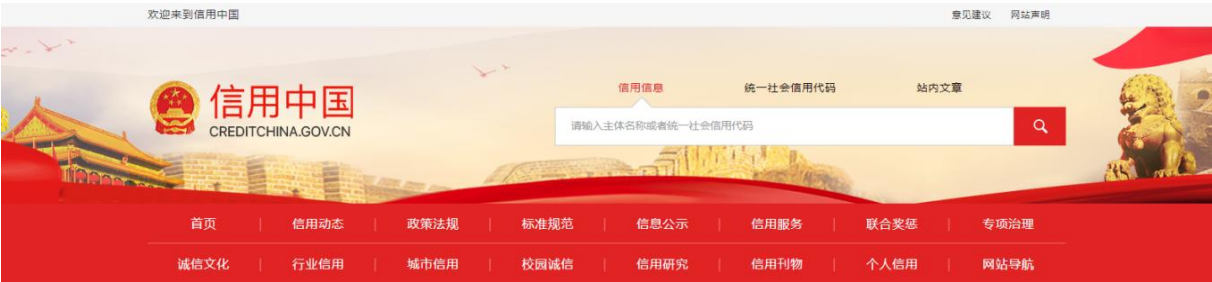 欢迎来到信用中国 意见建议 网站声明
信用信息 统一社会信用代码 站内文章
信用中国
CREDITCHINA.GOV.CN
请输入主体名称或者统一社会信用代码
首页 信用动态 政策法规 标准规范 信息公示 信用服务 联合奖惩 专项治理
诚信文化 行业信用 城市信用 校园诚信 信用研究 信用刊物 个人信用 网站导航